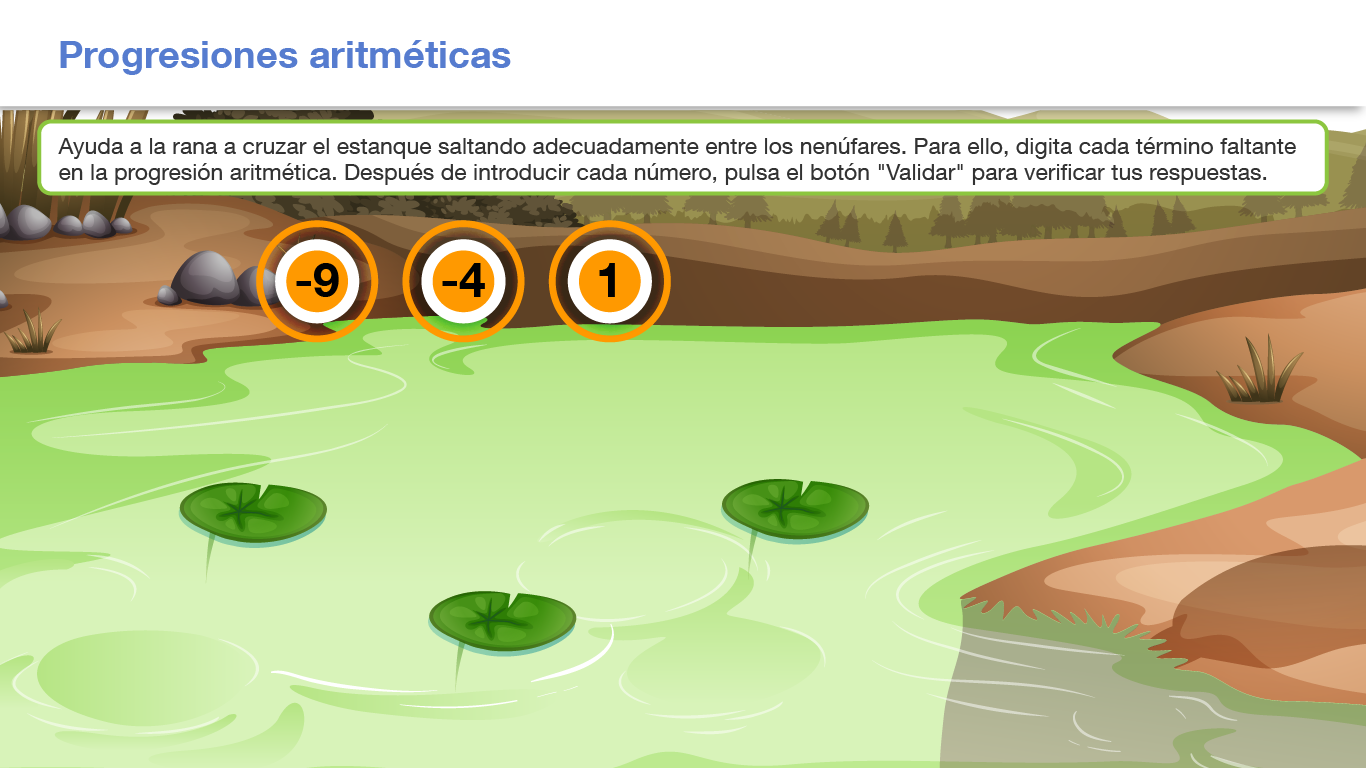 Progresiones aritméticas
Ayuda a la rana a cruzar el estanque saltando adecuadamente entre los nenúfares. Para ello, digita cada término faltante
en la progresión aritmética. Después de introducir cada número, pulsa el botón "Validar" para verificar tus respuestas.
-9 -4 1